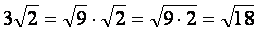 3√2 = √9 · √2 = √9 · 2 = √18